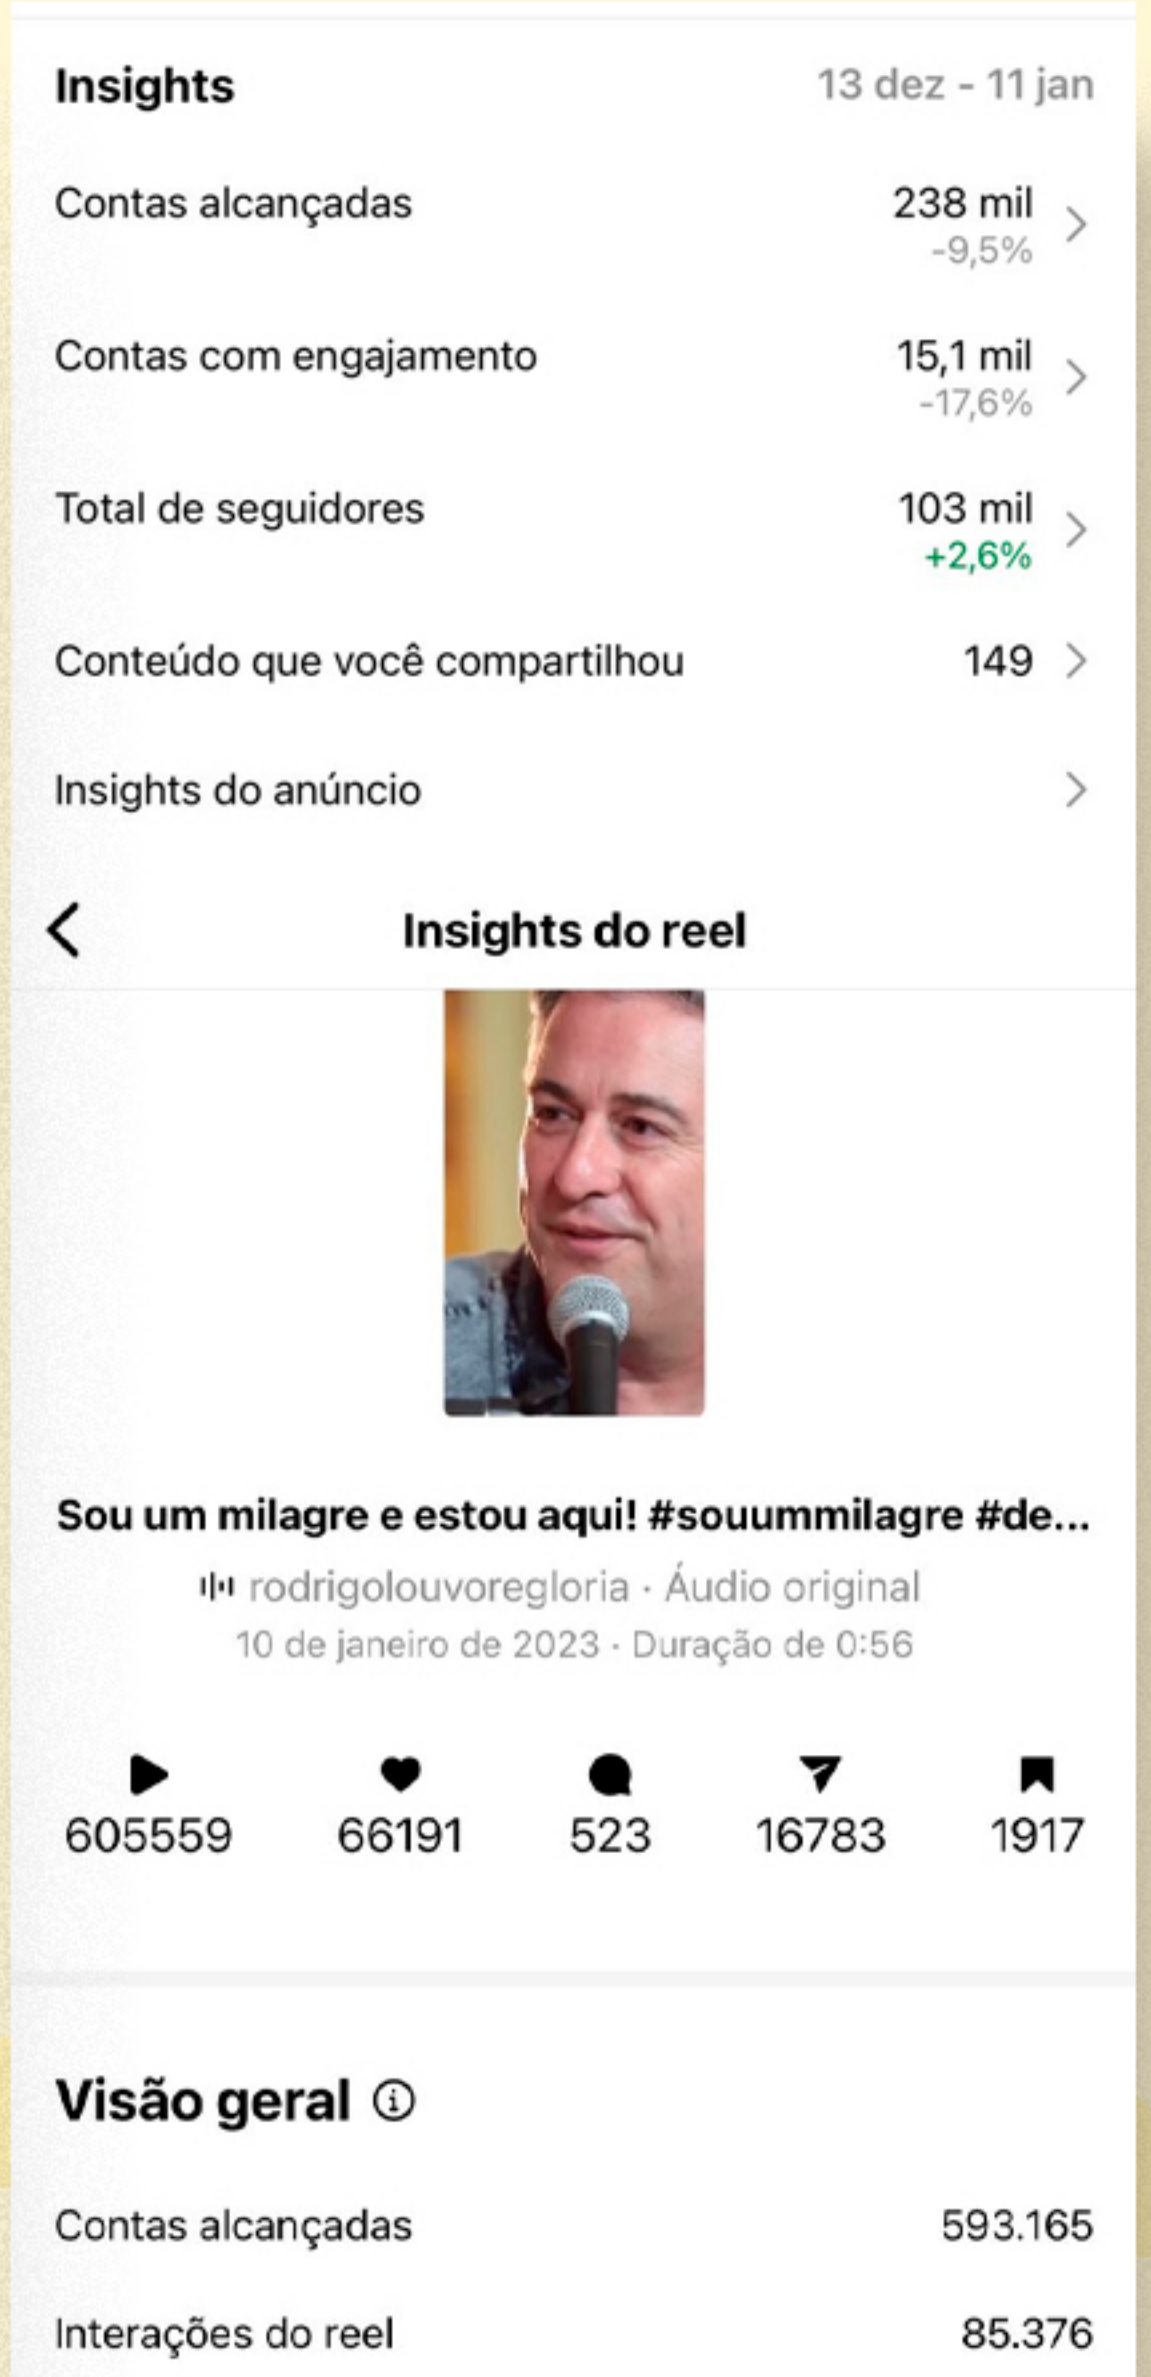 Insights 13 dez - 11 jan
Contas alcançadas 238 mil
-9,5%
Contas com engajamento 15,1 mil
-17,6%
Total de seguidores 103 mil
+2,6%
Conteúdo que você compartilhou 149
Insights do anúncio
Insights do reel
Sou um milagre e estou aqui! #souummilagre #de...
rodrigolouvoregloria · Áudio original
10 de janeiro de 2023 · Duração de 0:56
605559 66191 523 16783 1917
Visão geral
Contas alcançadas 593.165
Interações do reel 85.376